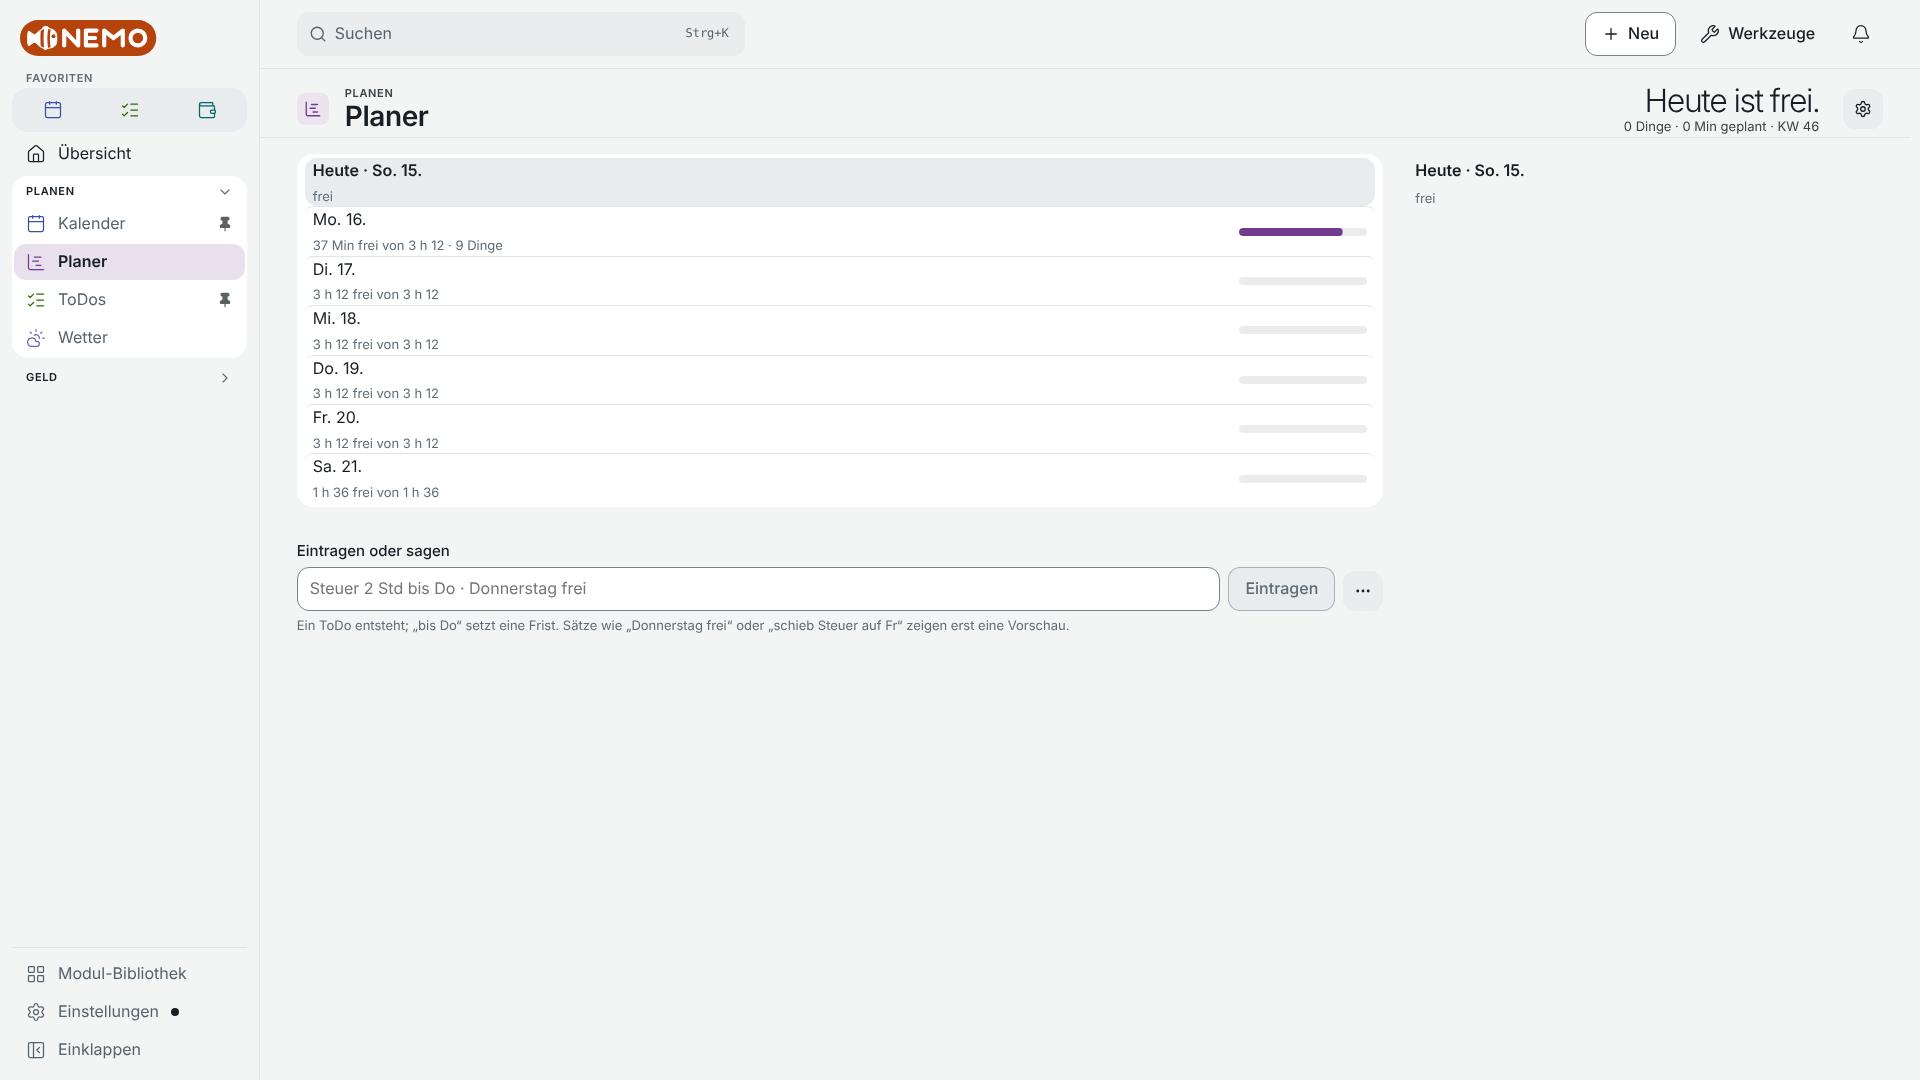 NEMO
FAVORITEN
Übersicht
PLANEN
Kalender
Planer
ToDos
Wetter
GELD
Modul-Bibliothek
Einstellungen
Einklappen
Suchen
Strg+K
Neu
Werkzeuge
PLANEN
Planer
Heute ist frei.
0 Dinge · 0 Min geplant · KW 46
Heute · So. 15.
frei
Mo. 16.
37 Min frei von 3 h 12 · 9 Dinge
Di. 17.
3 h 12 frei von 3 h 12
Mi. 18.
3 h 12 frei von 3 h 12
Do. 19.
3 h 12 frei von 3 h 12
Fr. 20.
3 h 12 frei von 3 h 12
Sa. 21.
1 h 36 frei von 1 h 36
Heute · So. 15.
frei
Eintragen oder sagen
Steuer 2 Std bis Do · Donnerstag frei
Eintragen
Ein ToDo entsteht; „bis Do“ setzt eine Frist. Sätze wie „Donnerstag frei“ oder „schieb Steuer auf Fr“ zeigen erst eine Vorschau.